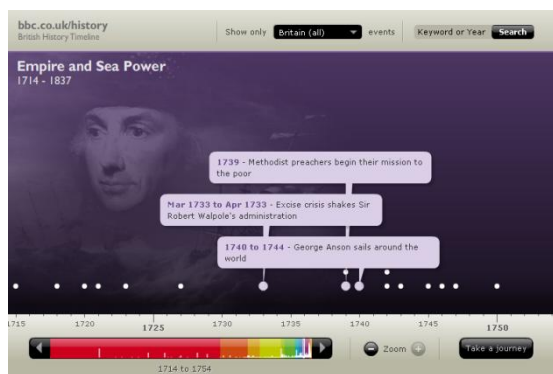 bbc.co.uk/history
British History Timeline
Show only Britain (all) events Keyword or Year Search
Empire and Sea Power
1714 - 1837
1739 - Methodist preachers begin their mission to
the poor
Mar 1733 to Apr 1733 - Excise crisis shakes Sir
Robert Walpole's administration
1740 to 1744 - George Anson sails around the
world
1715 1720 1725 1730 1735 1740 1745 1750
Zoom Take a journey
1714 to 1754